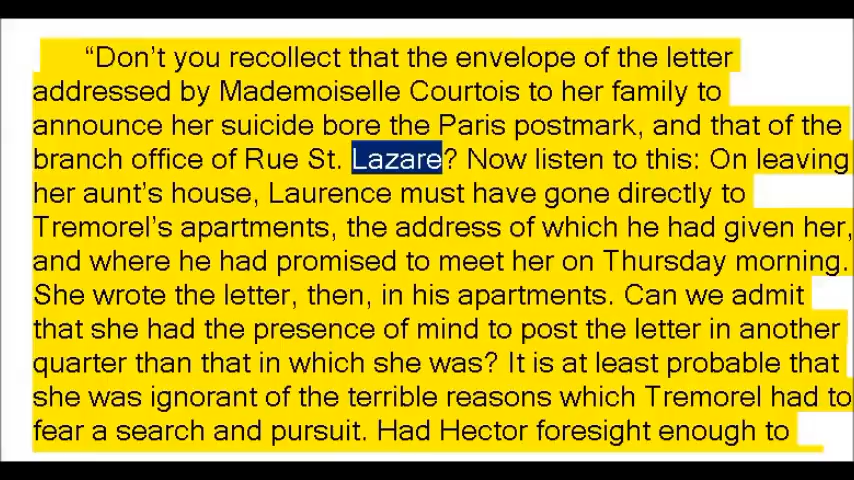 “Don’t you recollect that the envelope of the letter
addressed by Mademoiselle Courtois to her family to
announce her suicide bore the Paris postmark, and that of the
branch office of Rue St. Lazare? Now listen to this: On leaving
her aunt’s house, Laurence must have gone directly to
Tremorel’s apartments, the address of which he had given her,
and where he had promised to meet her on Thursday morning.
She wrote the letter, then, in his apartments. Can we admit
that she had the presence of mind to post the letter in another
quarter than that in which she was? It is at least probable that
she was ignorant of the terrible reasons which Tremorel had to
fear a search and pursuit. Had Hector foresight enough to